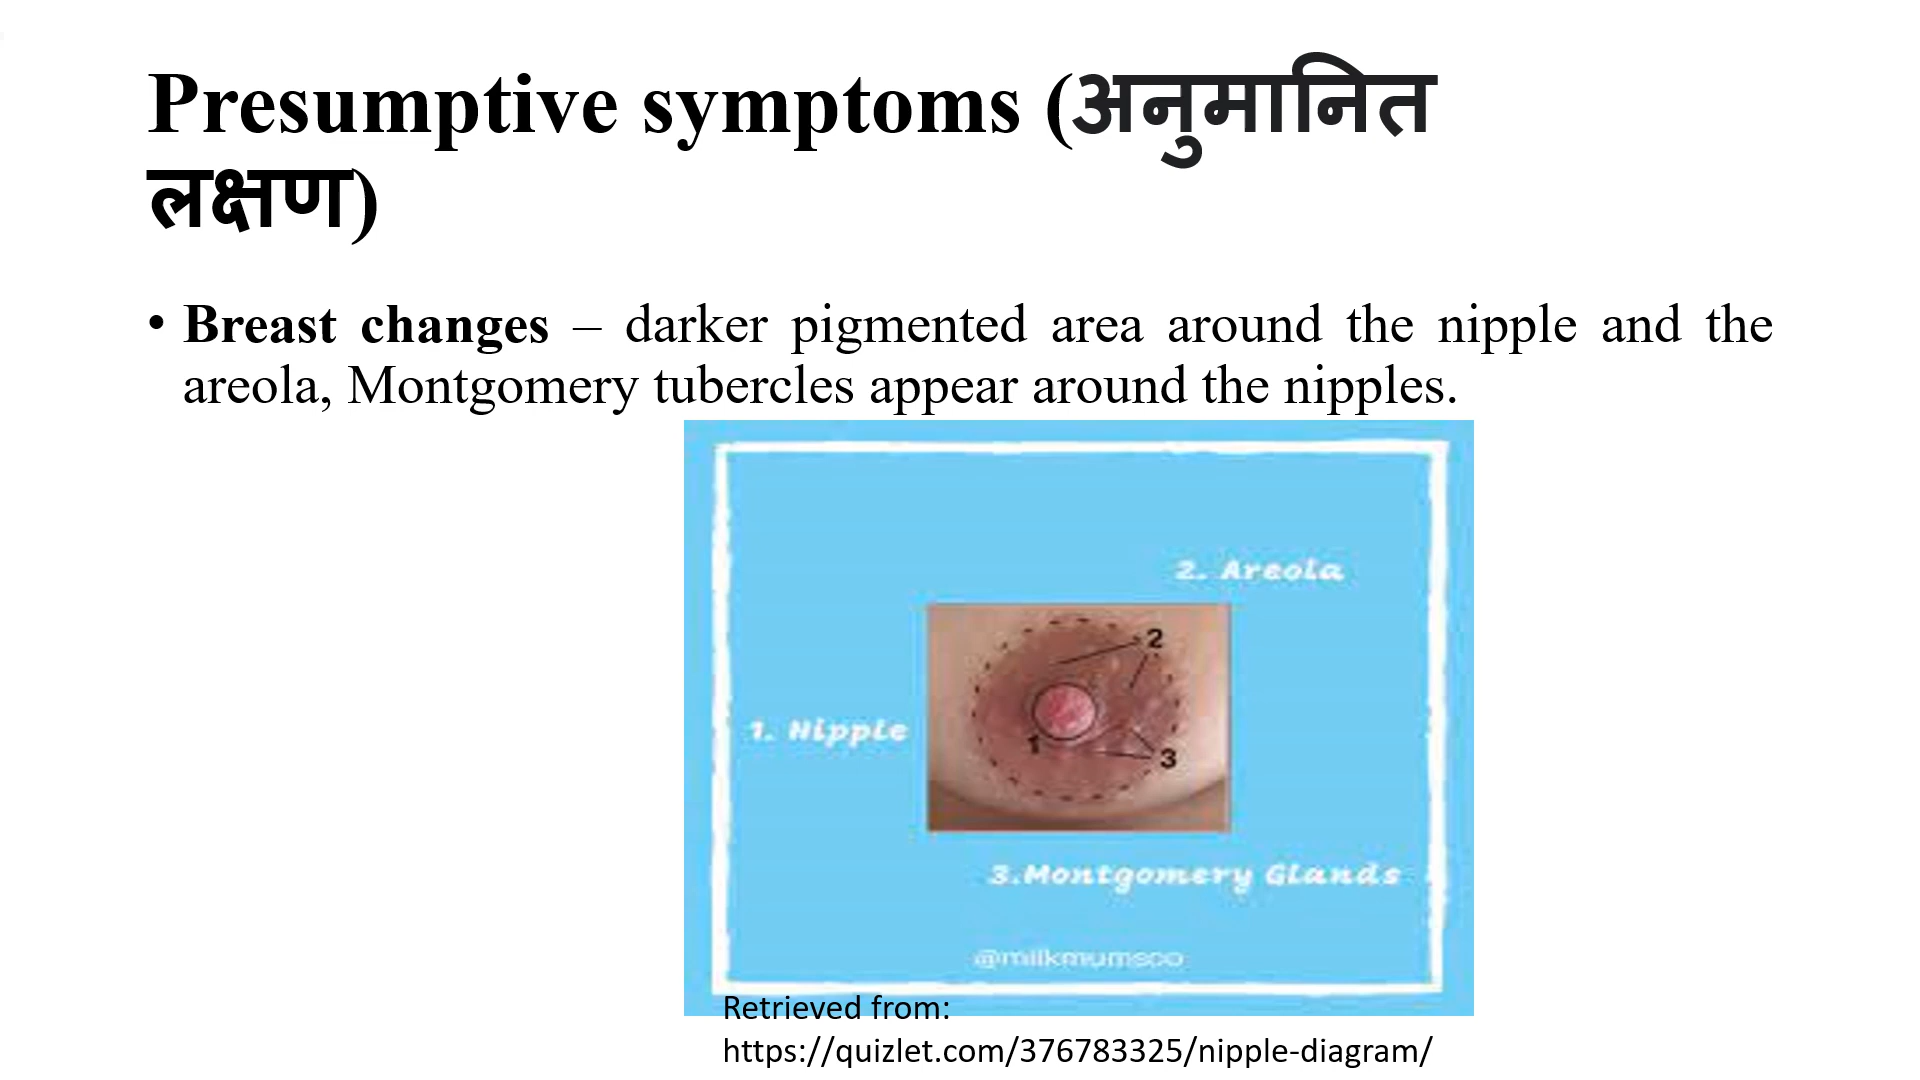 Presumptive symptoms (अनुमानित
लक्षण)
• Breast changes – darker pigmented area around the nipple and the
areola, Montgomery tubercles appear around the nipples.
2. Areola
2
1. Nipple
1
3
3.Montgomery Glands
@milkmumsco
Retrieved from:
https://quizlet.com/376783325/nipple-diagram/